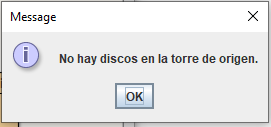 Message
No hay discos en la torre de origen.
OK